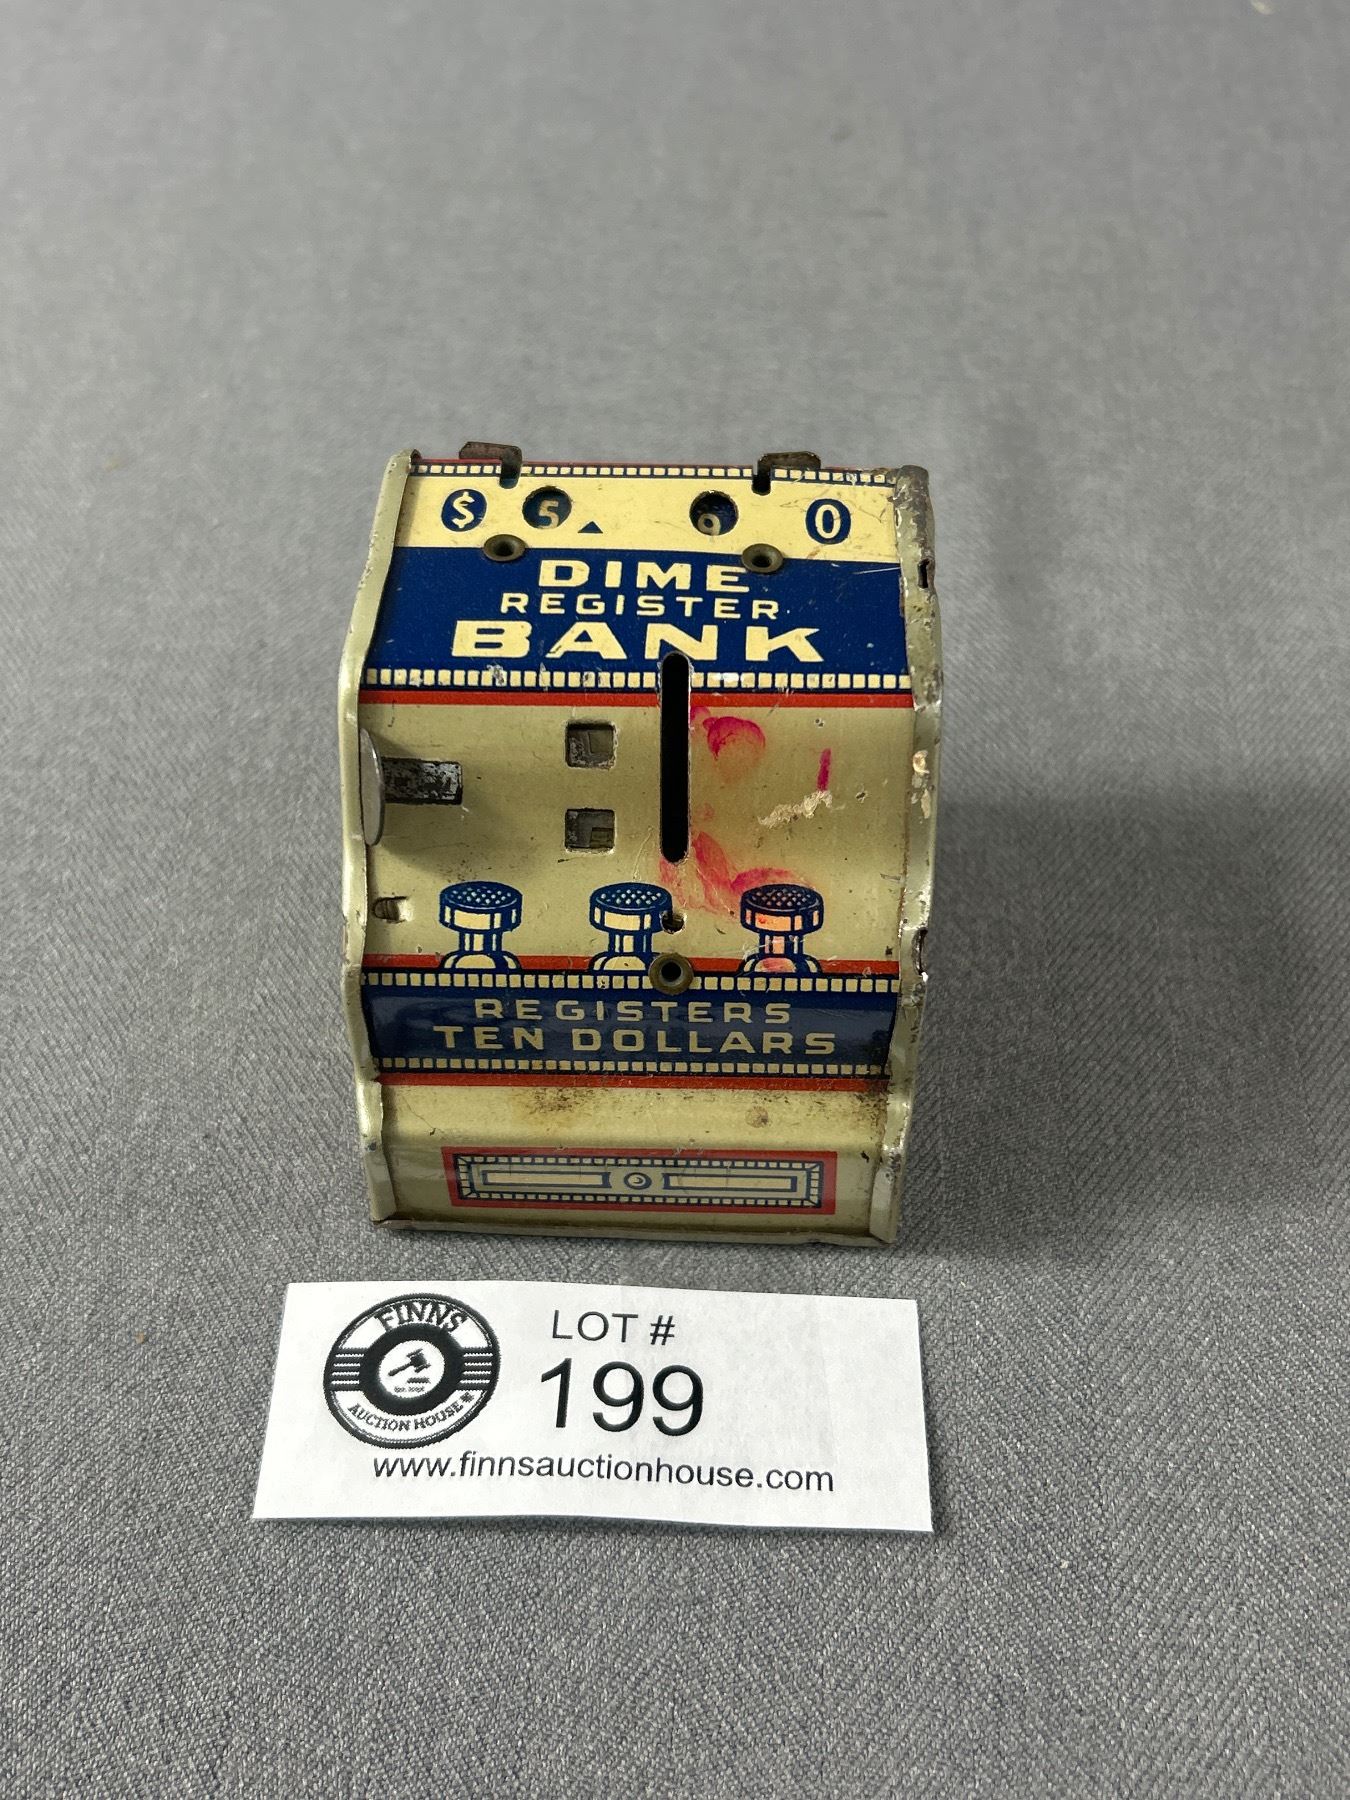 $ 5 9 0
DIME
REGISTER
BANK
REGISTERS
TEN DOLLARS
FINNS
AUCTION HOUSE
LOT #
199
www.finnsauctionhouse.com